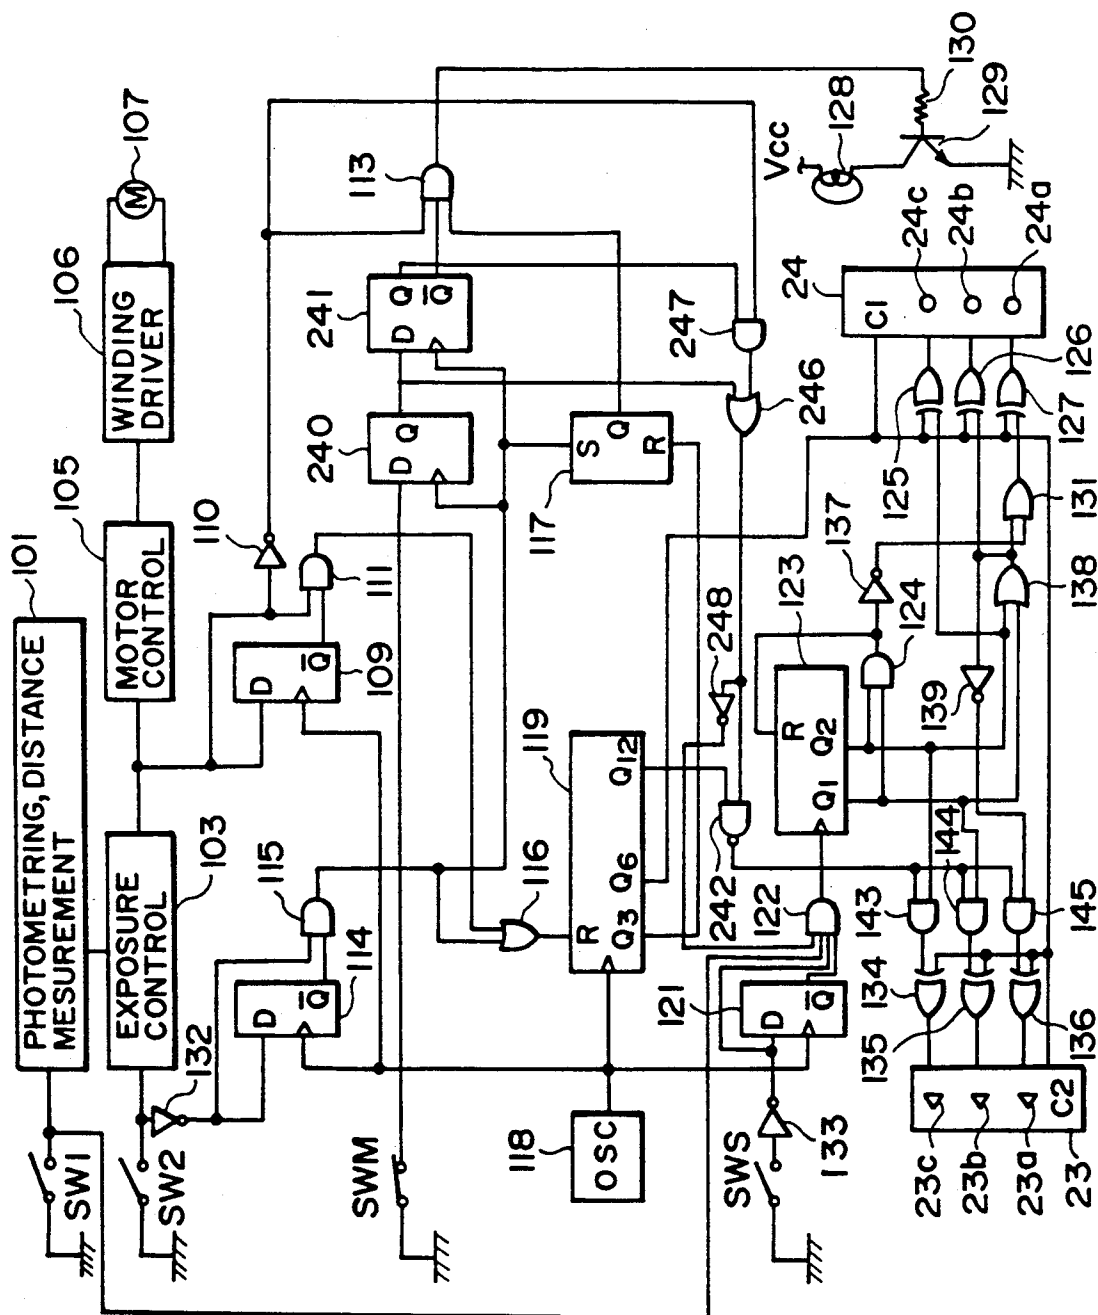 101
PHOTOMETRING, DISTANCE
MESUREMENT
SW1
EXPOSURE
CONTROL
103
SW2
132
MOTOR
CONTROL
105
WINDING
DRIVER
106
M
107
D
Q
114
115
116
D
Q
109
110
111
SWM
D
Q
240
D
Q
Q
241
113
S
Q
R
117
OSC
118
R
Q3
Q6
Q12
119
SWS
133
D
Q
121
122
242
248
246
247
R
Q1
Q2
123
124
137
139
138
131
143
144
145
134
135
136
23c
23b
23a
C2
23
125
126
127
C1
24
24c
24b
24a
Vcc
128
129
130